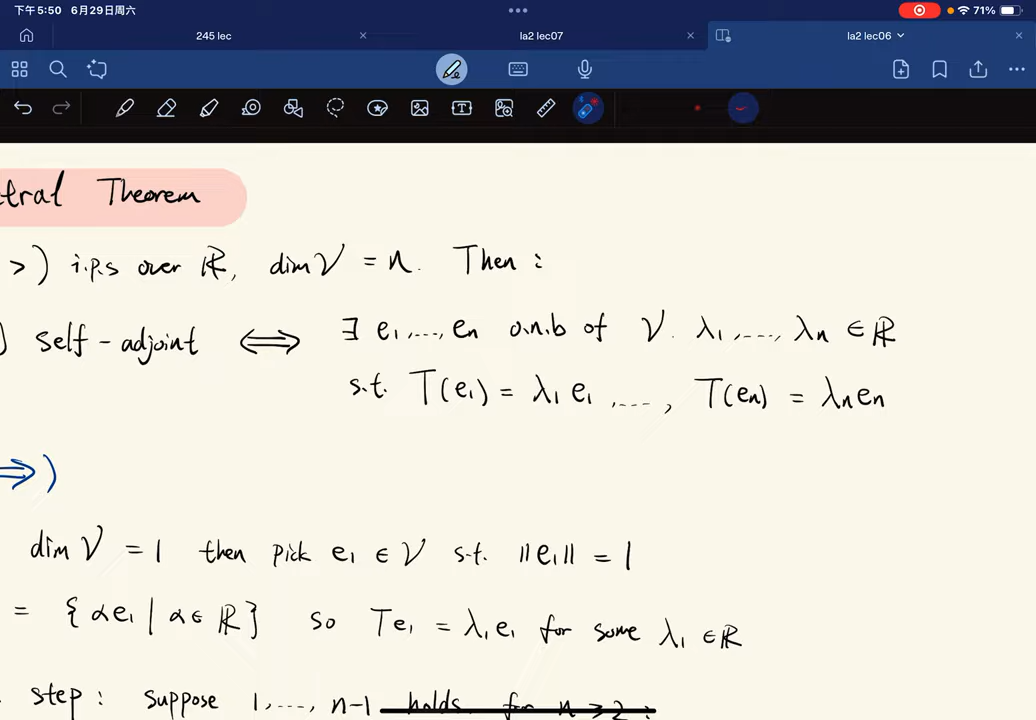 下午5:50 6月29日周六
71%
245 lec
la2 lec07
la2 lec06
tral Theorem
>) i.p.s over ℝ, dim V = n. Then :
) self-adjoint ⟺ ∃ e₁,...,en o.n.b of V. λ₁,...,λn ∈ ℝ
s.t. T(e₁) = λ₁e₁ ,...., T(en) = λnen
⇒)
dim V = 1 then pick e₁ ∈ V s.t. ||e₁|| = 1
= {αe₁ | α ∈ ℝ} so Te₁ = λ₁e₁ for some λ₁ ∈ ℝ
step : suppose 1,...., n-1 holds for n ≥ 2 :